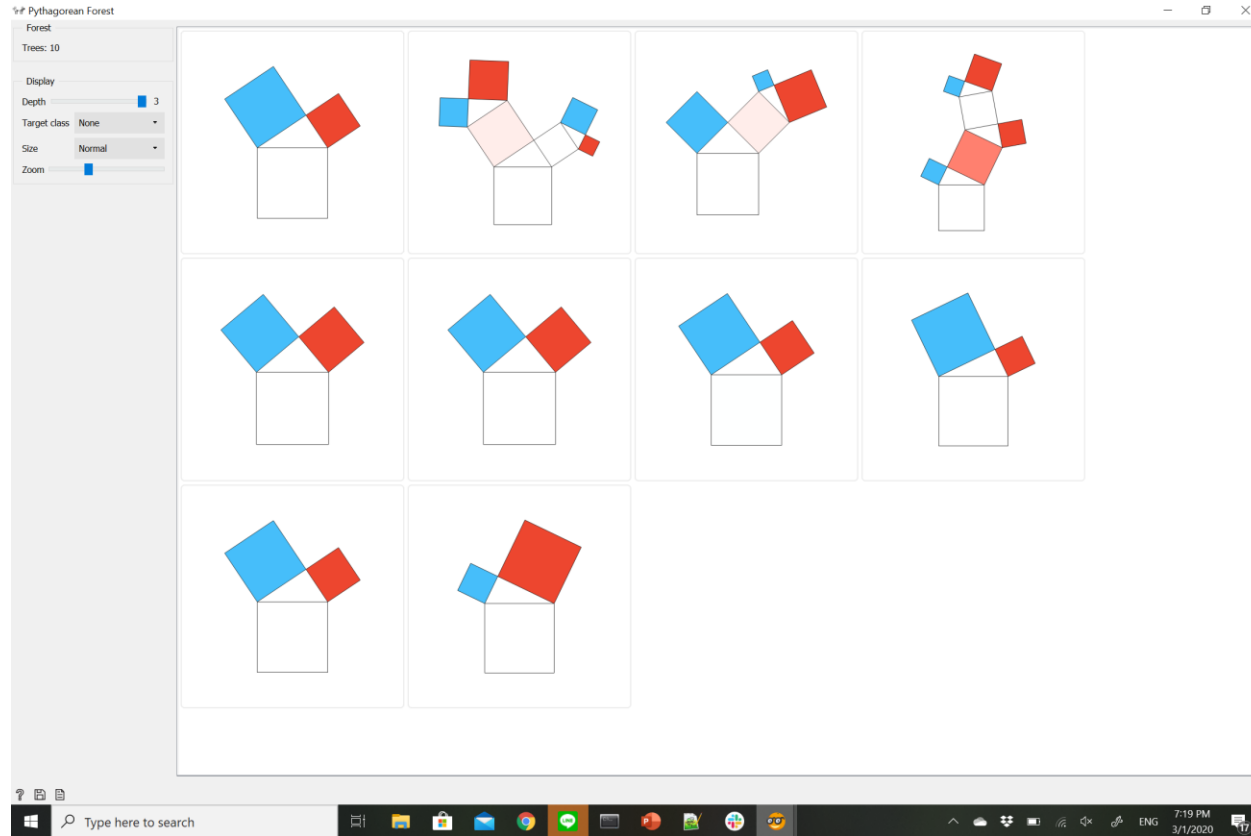 Pythagorean Forest
Forest
Trees: 10
Display
Depth 3
Target class None
Size Normal
Zoom
Type here to search
ENG
7:19 PM
3/1/2020